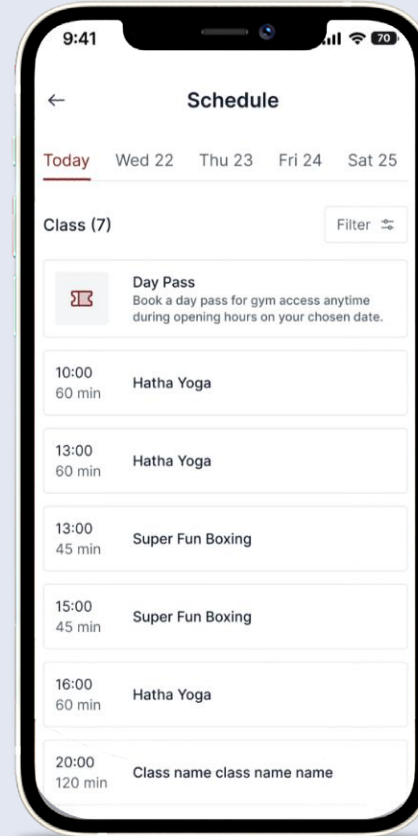 9:41
70
Schedule
Today Wed 22 Thu 23 Fri 24 Sat 25
Class (7)
Filter
Day Pass
Book a day pass for gym access anytime
during opening hours on your chosen date.
10:00
60 min
Hatha Yoga
13:00
60 min
Hatha Yoga
13:00
45 min
Super Fun Boxing
15:00
45 min
Super Fun Boxing
16:00
60 min
Hatha Yoga
20:00
120 min
Class name class name name